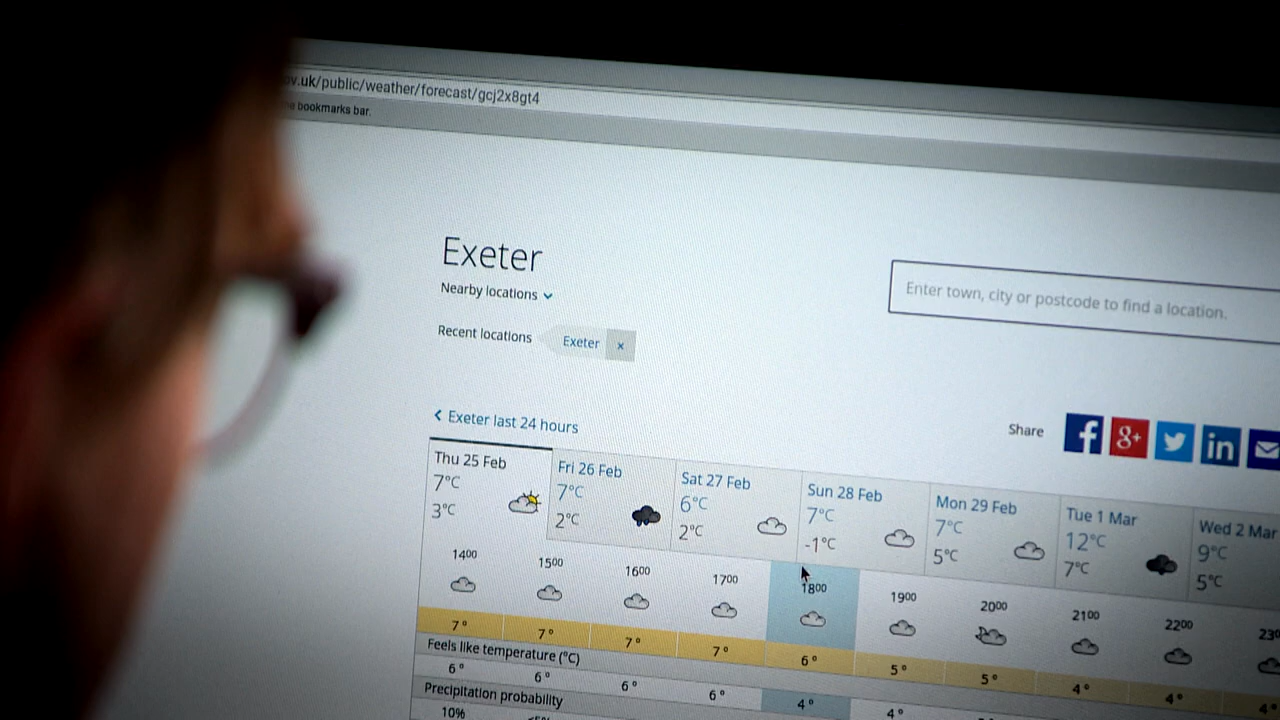 ov.uk/public/weather/forecast/gcj2x8gt4
bookmarks bar.
Exeter
Enter town, city or postcode to find a location.
Nearby locations
Recent locations Exeter ×
Exeter last 24 hours
Share f g+ in
Thu 25 Feb Fri 26 Feb Sat 27 Feb Sun 28 Feb Mon 29 Feb Tue 1 Mar Wed 2 Mar
7°C 7°C 6°C 7°C 7°C 12°C 9°C
3°C 2°C 2°C -1°C 5°C 7°C 5°C
1400 1500 1600 1700 1800 1900 2000 2100 2200
7° 7° 7° 7° 6° 5° 5° 4° 4° 4°
Feels like temperature (°C)
6° 6° 6° 6° 4° 4°
Precipitation probability
10%